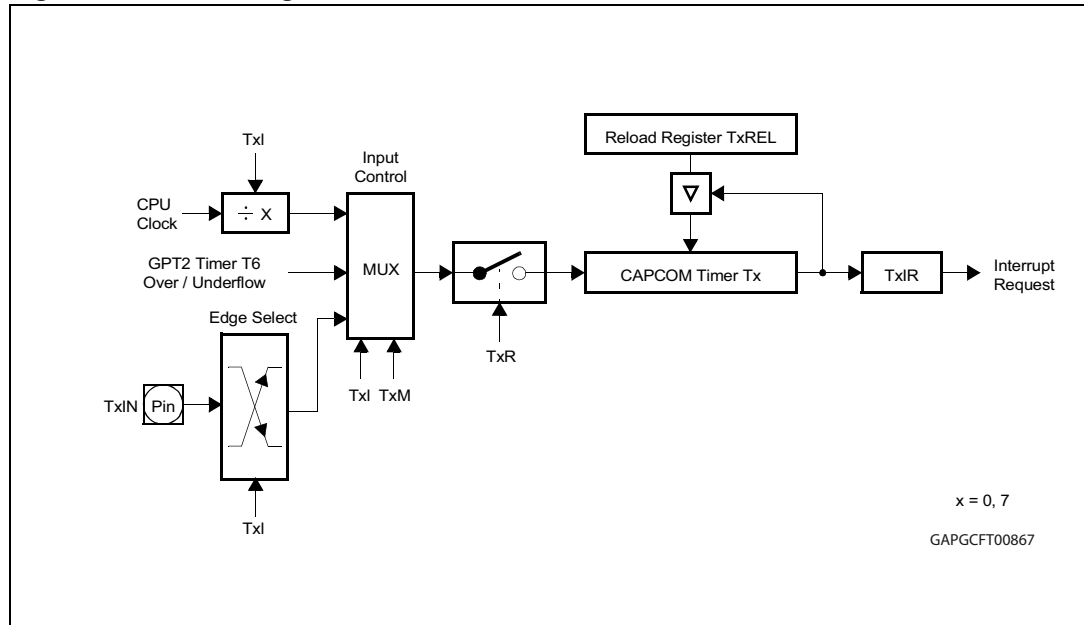 Reload Register TxREL
TxI
Input
Control
CPU
Clock
÷ X
GPT2 Timer T6
Over / Underflow
MUX
CAPCOM Timer Tx
TxIR
Interrupt
Request
Edge Select
TxR
TxI TxM
TxIN Pin
TxI
x = 0, 7
GAPGCFT00867